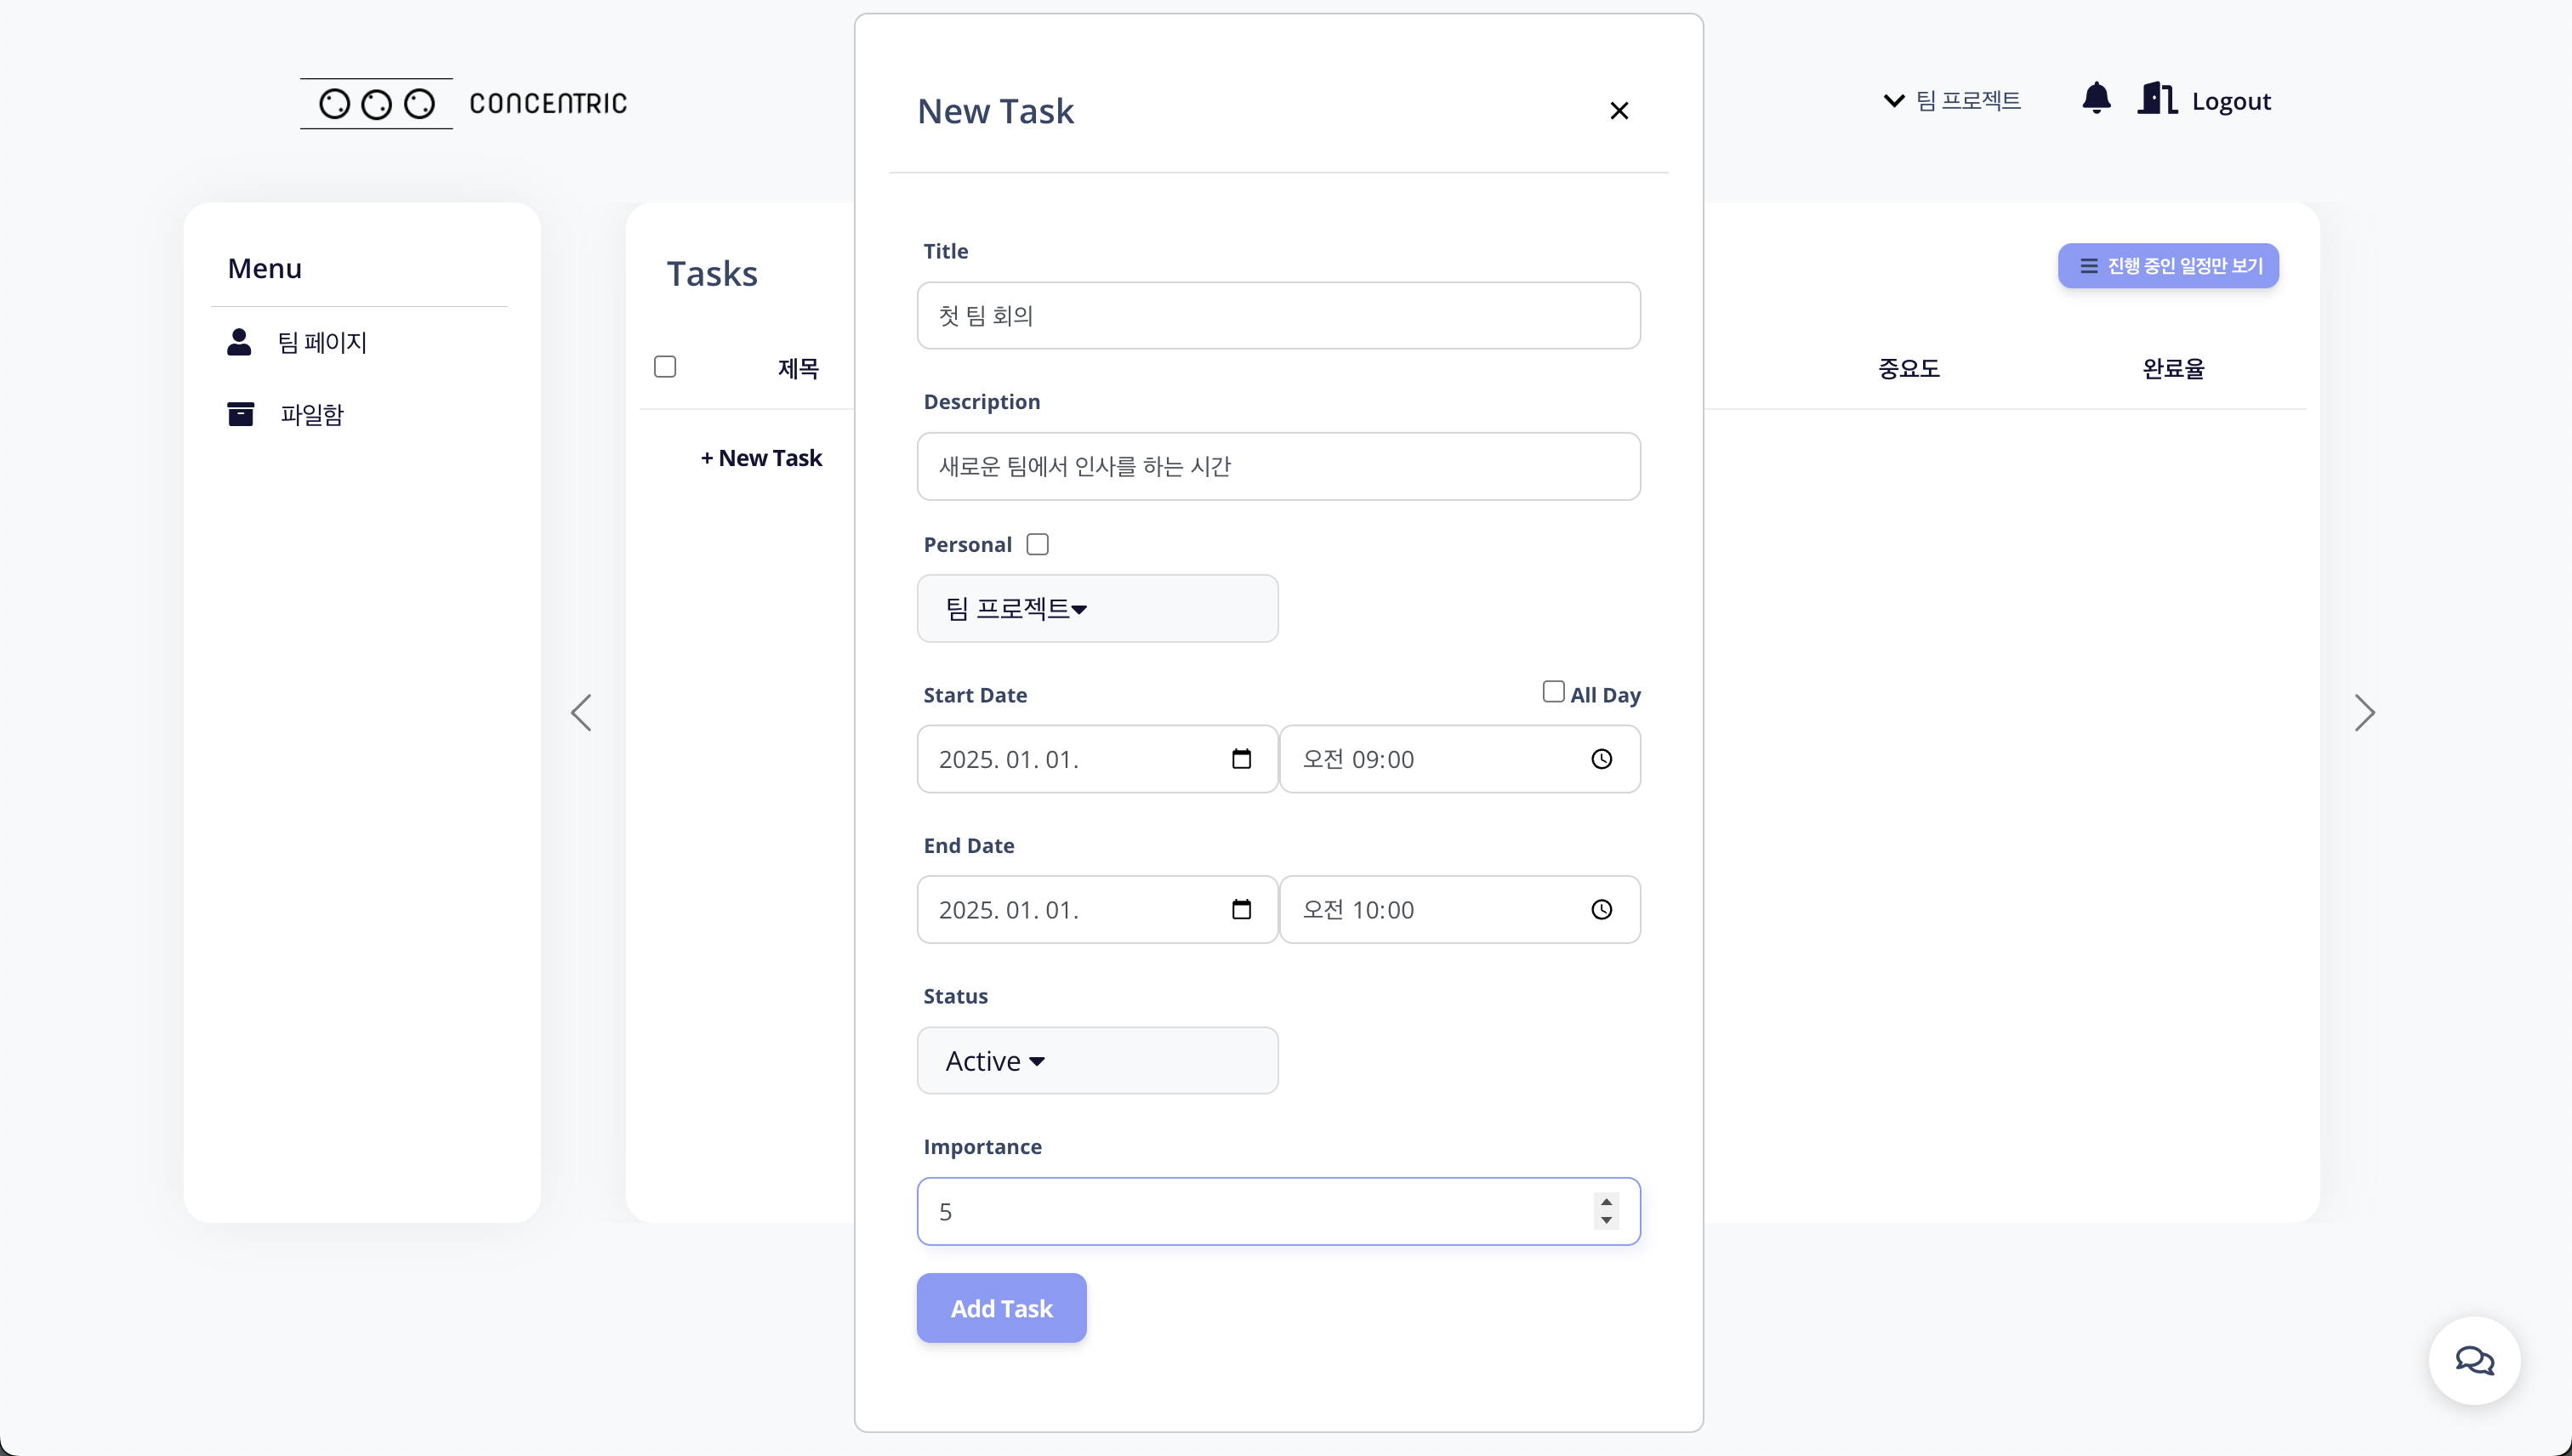 CONCENTRIC
팀 프로젝트
Logout
Menu
팀 페이지
파일함
Tasks
진행 중인 일정만 보기
제목
중요도
완료율
+ New Task
New Task
Title
첫 팀 회의
Description
새로운 팀에서 인사를 하는 시간
Personal
팀 프로젝트
Start Date
All Day
2025. 01. 01.
오전 09:00
End Date
2025. 01. 01.
오전 10:00
Status
Active
Importance
5
Add Task